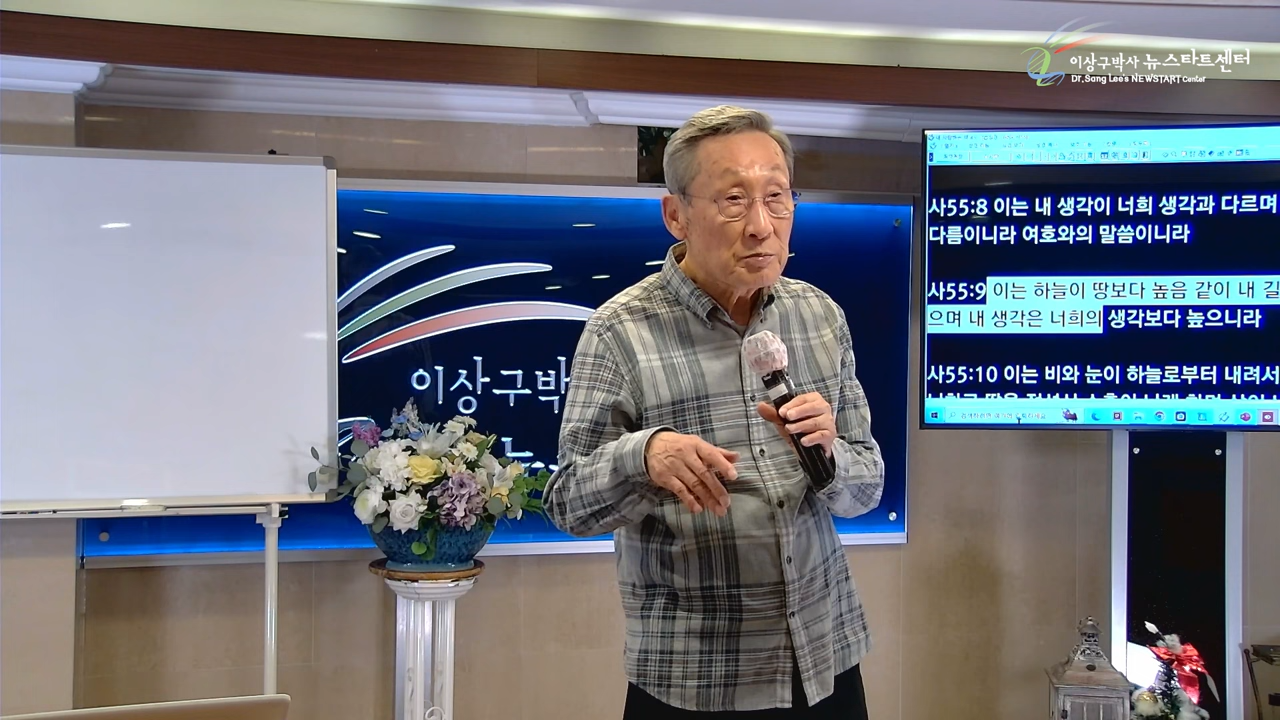 이상구박사 뉴스타트센터
Dr. Sang Lee's NEWSTART Center
사55:8 이는 내 생각이 너희 생각과 다르며
다름이니라 여호와의 말씀이니라
사55:9 이는 하늘이 땅보다 높음 같이 내 길
으며 내 생각은 너희의 생각보다 높으니라
사55:10 이는 비와 눈이 하늘로부터 내려서
이상구박